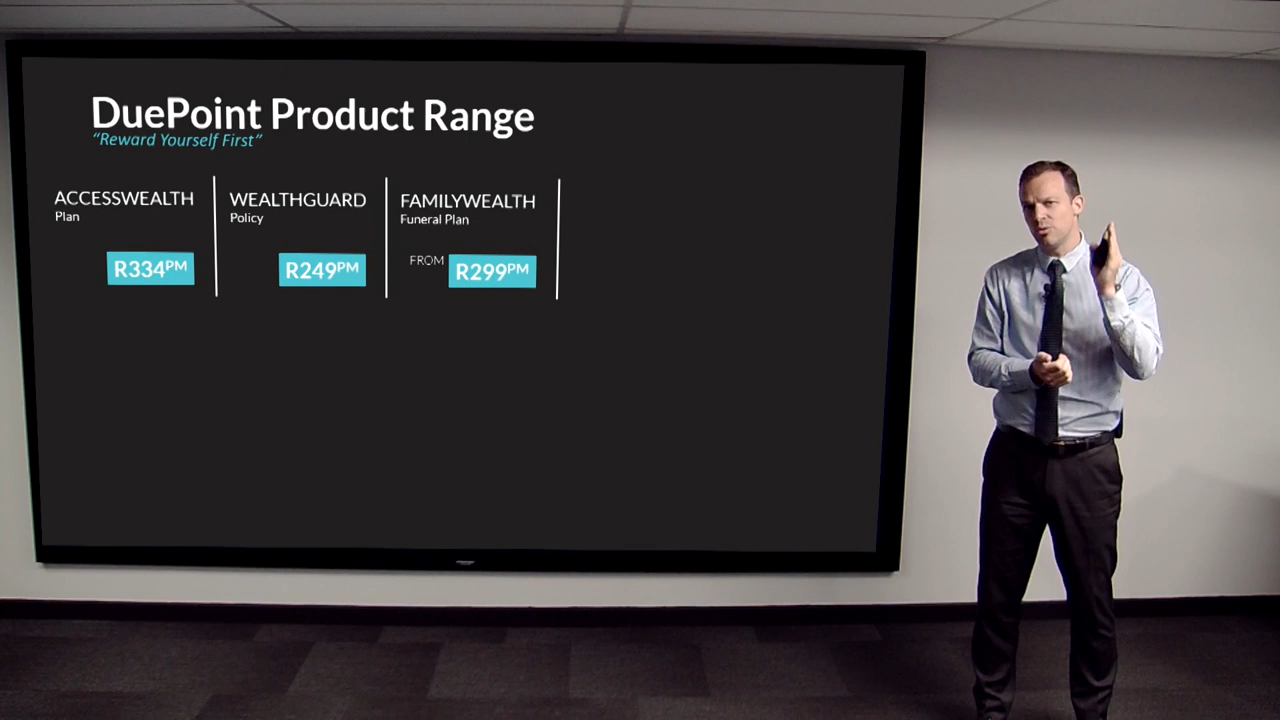 DuePoint Product Range
“Reward Yourself First”
ACCESSWEALTH
Plan
R334PM
WEALTHGUARD
Policy
R249PM
FAMILYWEALTH
Funeral Plan
FROM R299PM